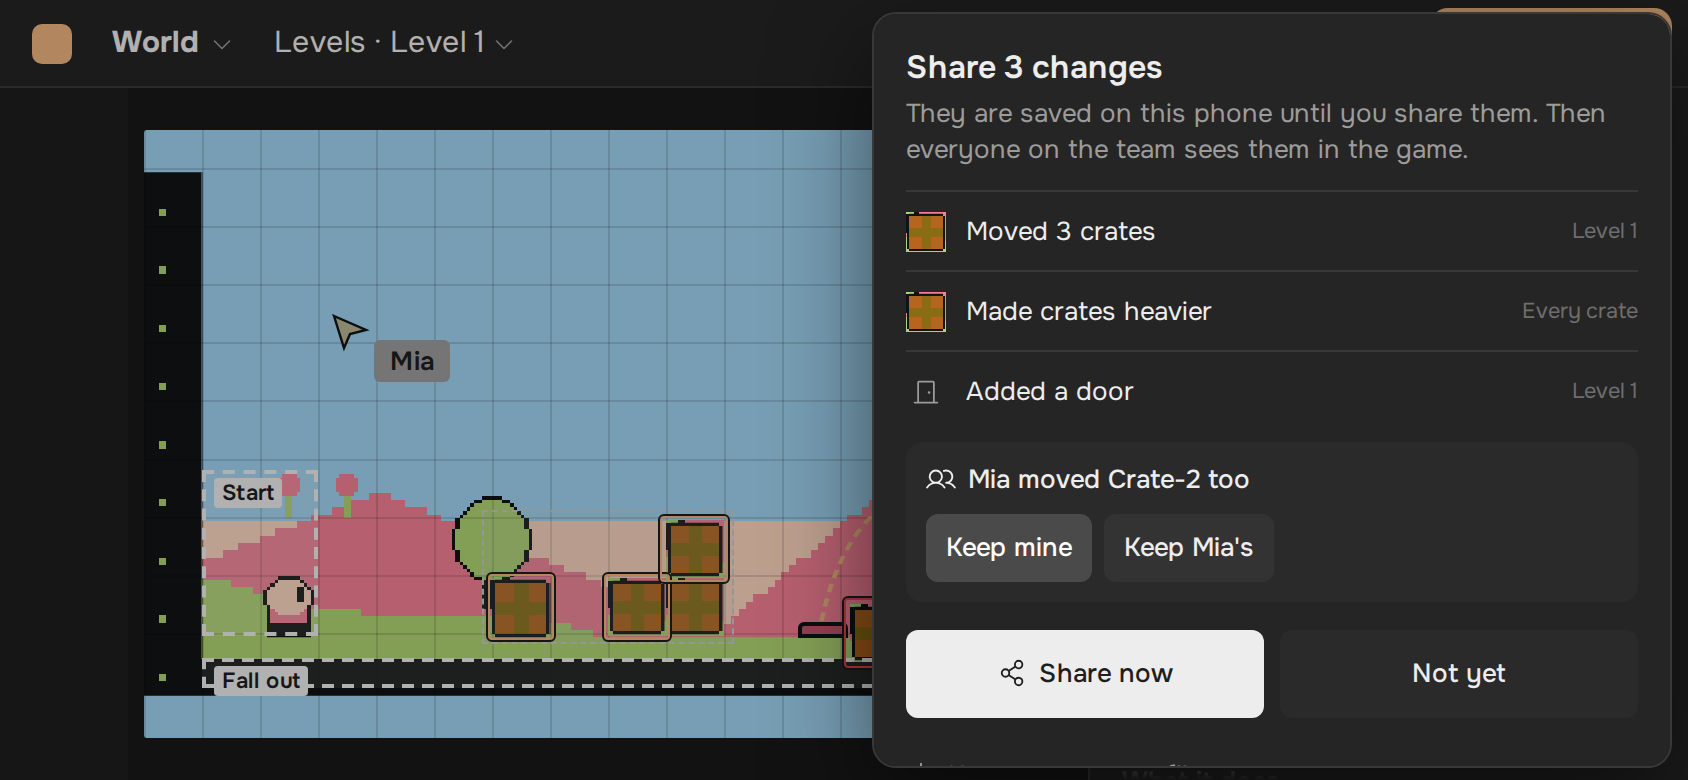 World
Levels · Level 1
Share 3 changes
They are saved on this phone until you share them. Then
everyone on the team sees them in the game.
Moved 3 crates
Level 1
Made crates heavier
Every crate
Added a door
Level 1
Mia moved Crate-2 too
Keep mine
Keep Mia's
Share now
Not yet
Mia
Start
Fall out